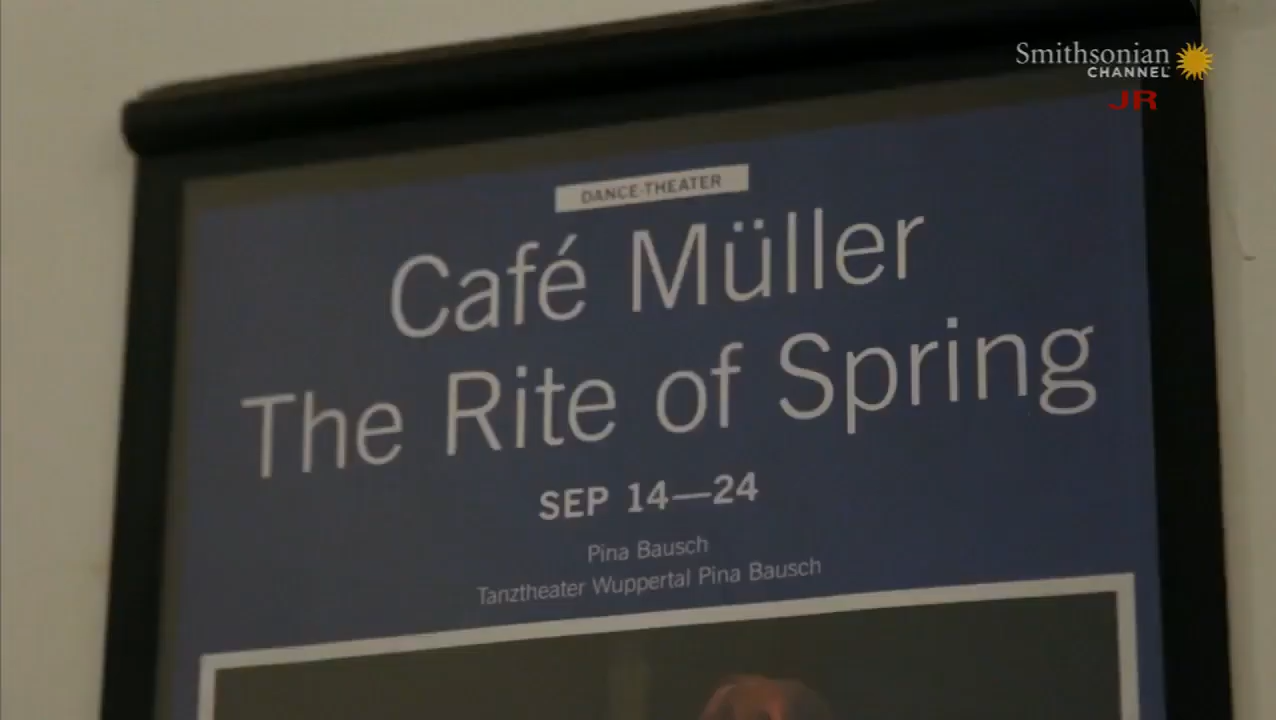 Smithsonian
CHANNEL
JR
DANCE-THEATER
Café Müller
The Rite of Spring
SEP 14—24
Pina Bausch
Tanztheater Wuppertal Pina Bausch